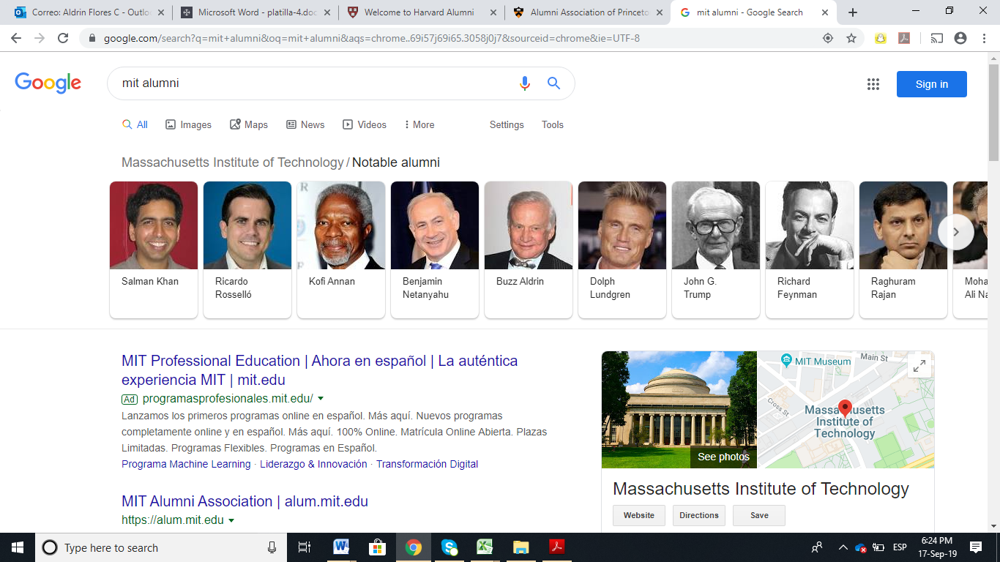 Correo: Aldrin Flores C - Outlo
Microsoft Word - platilla-4.doc
Welcome to Harvard Alumni
Alumni Association of Princeto
mit alumni - Google Search
google.com/search?q=mit+alumni&oq=mit+alumni&aqs=chrome..69i57j69i65.3058j0j7&sourceid=chrome&ie=UTF-8
Google
mit alumni
Sign in
All
Images
Maps
News
Videos
More
Settings
Tools
Massachusetts Institute of Technology / Notable alumni
Salman Khan
Ricardo
Rosselló
Kofi Annan
Benjamin
Netanyahu
Buzz Aldrin
Dolph
Lundgren
John G.
Trump
Richard
Feynman
Raghuram
Rajan
Moha
Ali Na
MIT Professional Education | Ahora en español | La auténtica
experiencia MIT | mit.edu
Ad programasprofesionales.mit.edu/
Lanzamos los primeros programas online en español. Más aquí. Nuevos programas
completamente online y en español. Más aquí. 100% Online. Matrícula Online Abierta. Plazas
Limitadas. Programas Flexibles. Programas en Español.
Programa Machine Learning · Liderazgo & Innovación · Transformación Digital
MIT Alumni Association | alum.mit.edu
https://alum.mit.edu
See photos
MIT Museum
Main St
Cross St
Massachusetts
Institute of
Technology
Massachusetts Institute of Technology
Website
Directions
Save
Type here to search
ESP
6:24 PM
17-Sep-19